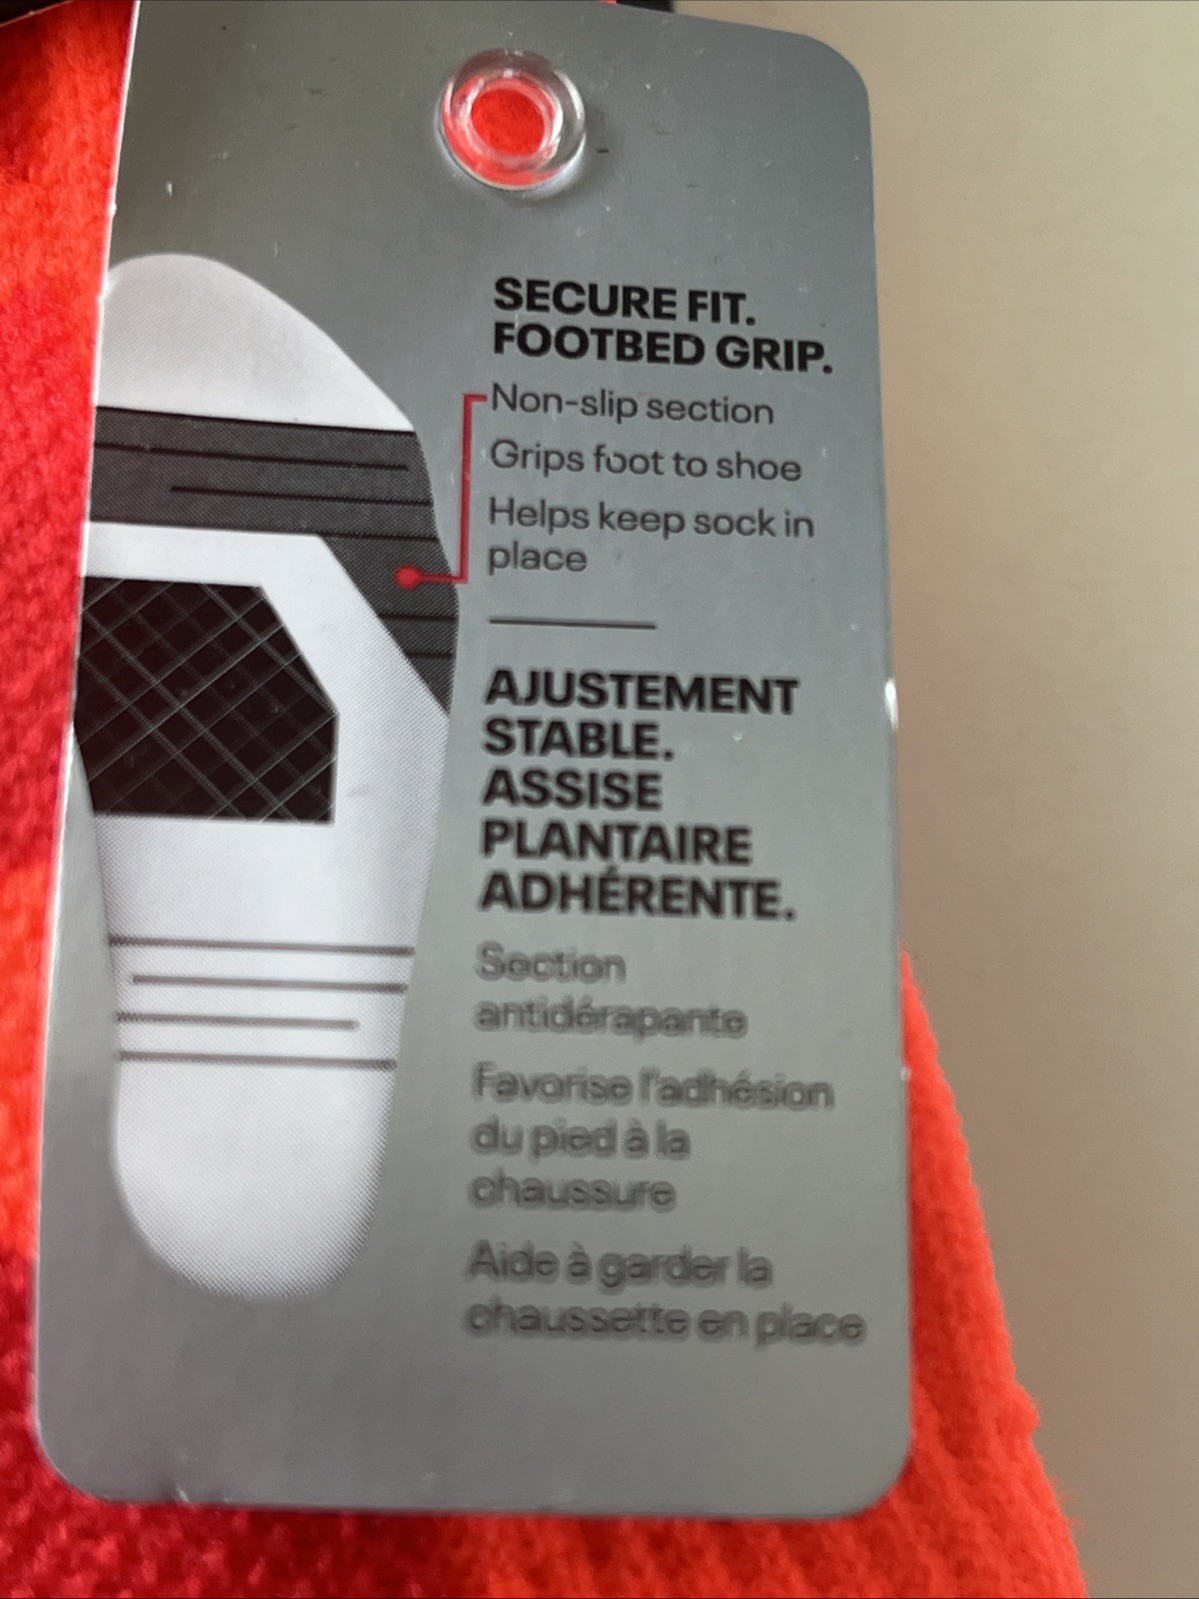 SECURE FIT.
FOOTBED GRIP.
Non-slip section
Grips foot to shoe
Helps keep sock in
place
AJUSTEMENT
STABLE.
ASSISE
PLANTAIRE
ADHÉRENTE.
Section
antidérapante
Favorise l'adhésion
du pied à la
chaussure
Aide à garder la
chaussette en place